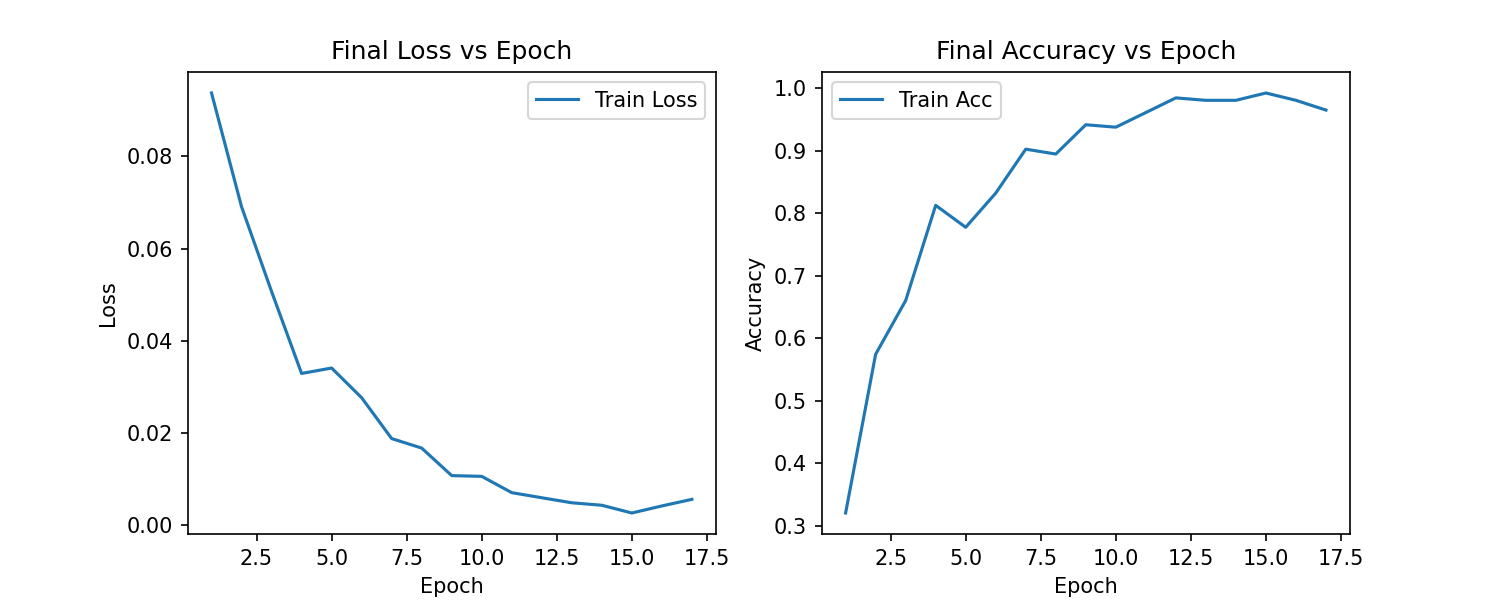 Final Loss vs Epoch
Train Loss
0.08
0.06
0.04
0.02
0.00
Loss
2.5 5.0 7.5 10.0 12.5 15.0 17.5
Epoch
Final Accuracy vs Epoch
Train Acc
1.0
0.9
0.8
0.7
0.6
0.5
0.4
0.3
Accuracy
2.5 5.0 7.5 10.0 12.5 15.0 17.5
Epoch